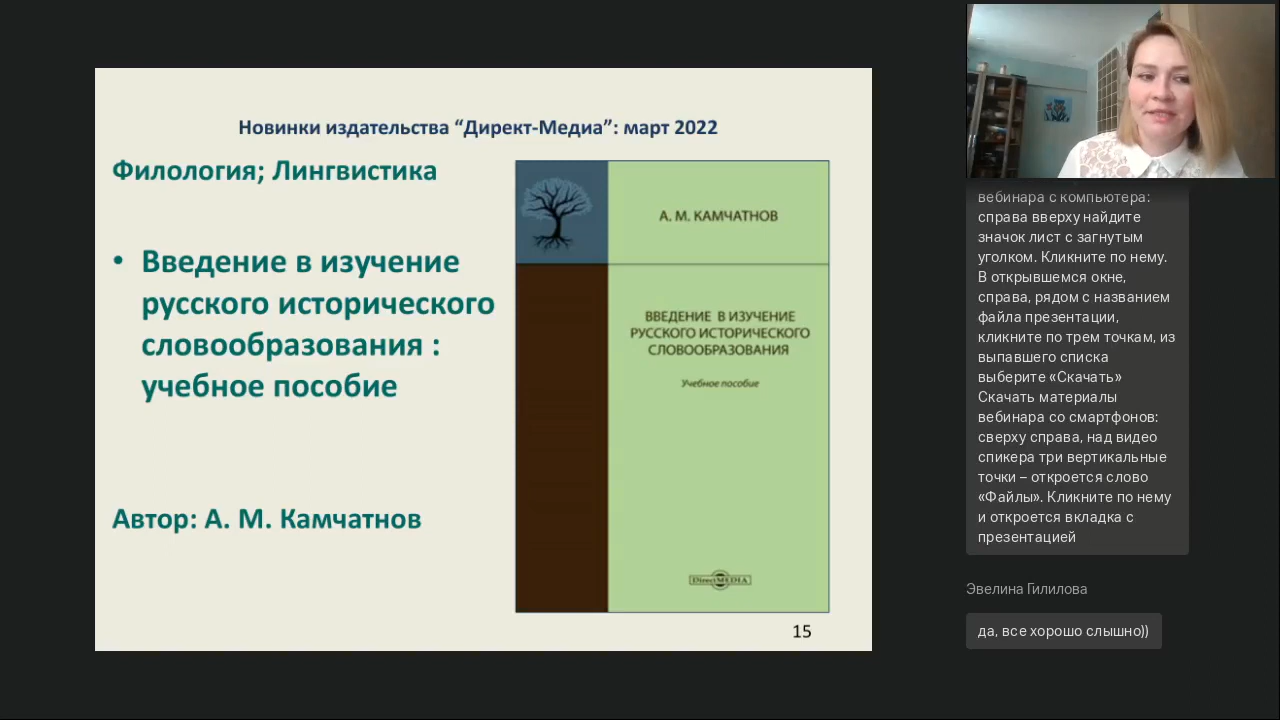 Новинки издательства “Директ-Медиа”: март 2022
Филология; Лингвистика
• Введение в изучение
русского исторического
словообразования :
учебное пособие
Автор: А. М. Камчатнов
А. М. КАМЧАТНОВ
ВВЕДЕНИЕ В ИЗУЧЕНИЕ
РУССКОГО ИСТОРИЧЕСКОГО
СЛОВООБРАЗОВАНИЯ
Учебное пособие
DirectMEDIA
15
вебинара с компьютера:
справа вверху найдите
значок лист с загнутым
уголком. Кликните по нему.
В открывшемся окне,
справа, рядом с названием
файла презентации,
кликните по трем точкам, из
выпавшего списка
выберите «Скачать»
Скачать материалы
вебинара со смартфонов:
сверху справа, над видео
спикера три вертикальные
точки – откроется слово
«Файлы». Кликните по нему
и откроется вкладка с
презентацией
Эвелина Гилилова
да, все хорошо слышно))